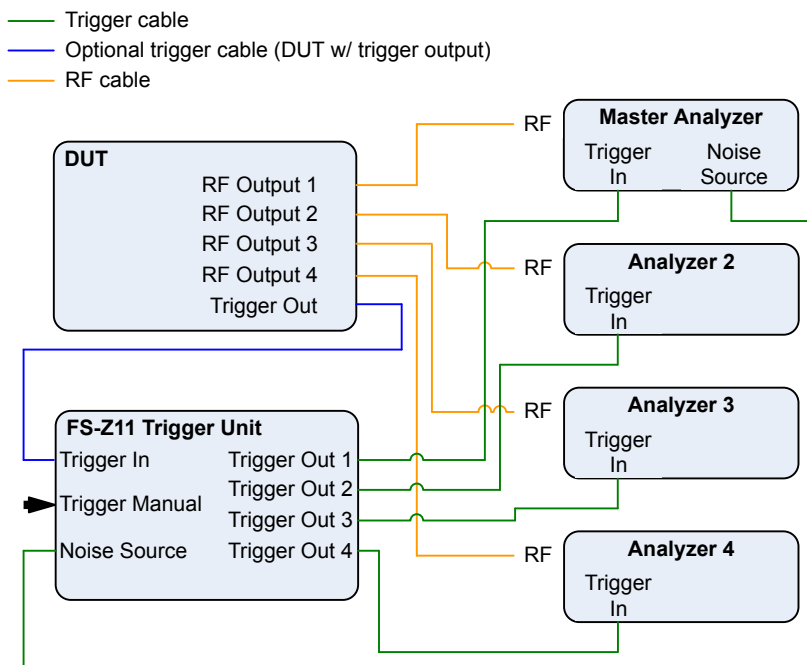 Trigger cable
Optional trigger cable (DUT w/ trigger output)
RF cable
DUT
RF Output 1
RF Output 2
RF Output 3
RF Output 4
Trigger Out
RF
Master Analyzer
Trigger
In
Noise
Source
RF
Analyzer 2
Trigger
In
RF
Analyzer 3
Trigger
In
RF
Analyzer 4
Trigger
In
FS-Z11 Trigger Unit
Trigger In
Trigger Manual
Noise Source
Trigger Out 1
Trigger Out 2
Trigger Out 3
Trigger Out 4